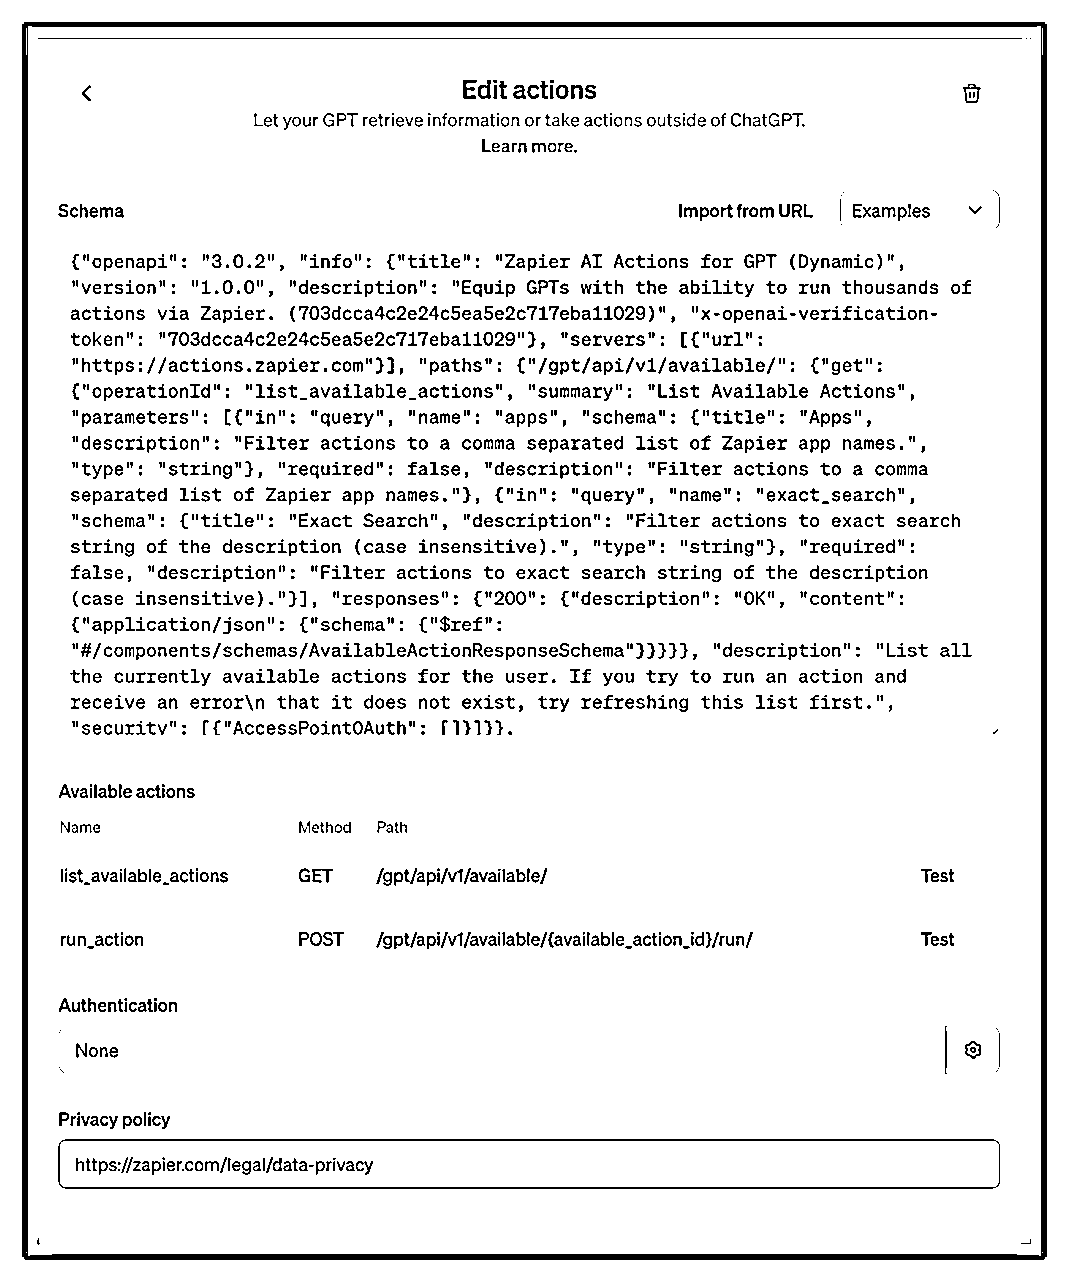 Edit actions
Let your GPT retrieve information or take actions outside of ChatGPT.
Learn more.
Schema
Import from URL
Examples
{"openapi": "3.0.2", "info": {"title": "Zapier AI Actions for GPT (Dynamic)",
"version": "1.0.0", "description": "Equip GPTs with the ability to run thousands of
actions via Zapier. (703dcca4c2e24c5ea5e2c717eba11029)", "x-openai-verification-
token": "703dcca4c2e24c5ea5e2c717eba11029"}, "servers": [{"url":
"https://actions.zapier.com"}], "paths": {"/gpt/api/v1/available/": {"get":
{"operationId": "list_available_actions", "summary": "List Available Actions",
"parameters": [{"in": "query", "name": "apps", "schema": {"title": "Apps",
"description": "Filter actions to a comma separated list of Zapier app names.",
"type": "string"}, "required": false, "description": "Filter actions to a comma
separated list of Zapier app names."}, {"in": "query", "name": "exact_search",
"schema": {"title": "Exact Search", "description": "Filter actions to exact search
string of the description (case insensitive).", "type": "string"}, "required":
false, "description": "Filter actions to exact search string of the description
(case insensitive)."}], "responses": {"200": {"description": "OK", "content":
{"application/json": {"schema": {"$ref":
"#/components/schemas/AvailableActionResponseSchema"}}}}}, "description": "List all
the currently available actions for the user. If you try to run an action and
receive an error\n that it does not exist, try refreshing this list first.",
"security": [{"AccessPointOAuth": []}]}},
Available actions
Name Method Path
list_available_actions GET /gpt/api/v1/available/ Test
run_action POST /gpt/api/v1/available/{available_action_id}/run/ Test
Authentication
None
Privacy policy
https://zapier.com/legal/data-privacy